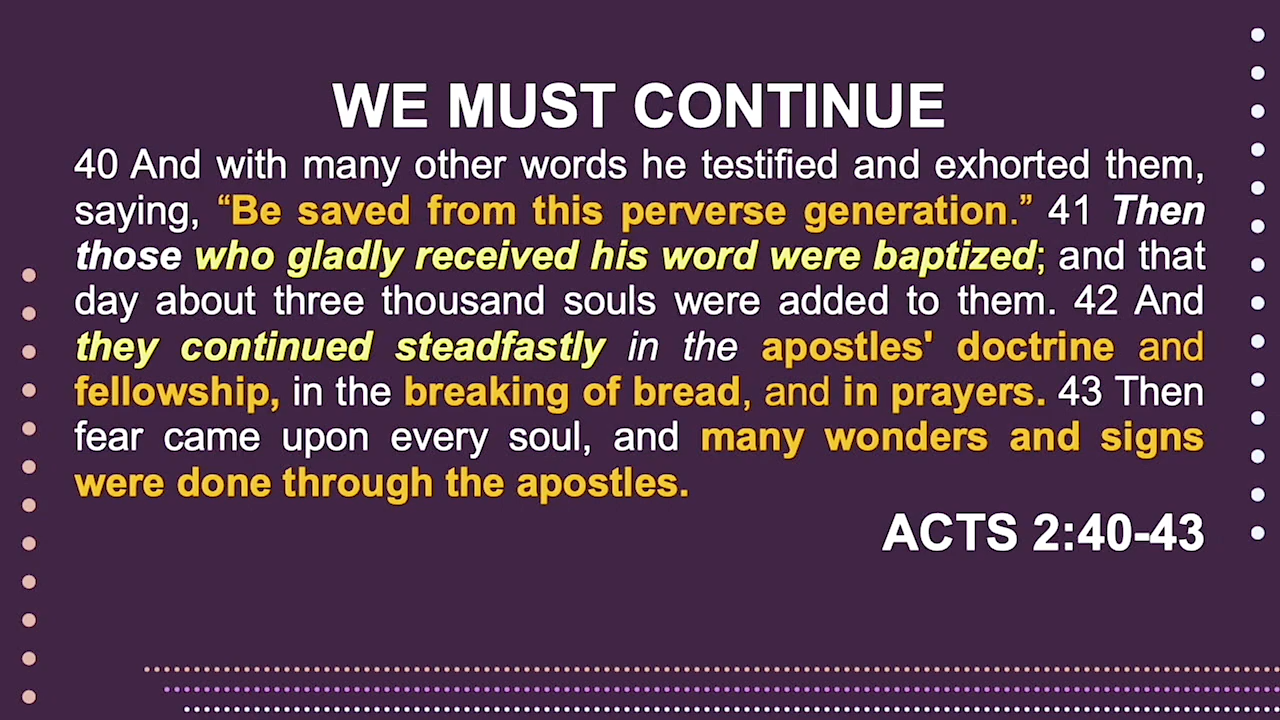 WE MUST CONTINUE
40 And with many other words he testified and exhorted them,
saying, “Be saved from this perverse generation.” 41 Then
those who gladly received his word were baptized; and that
day about three thousand souls were added to them. 42 And
they continued steadfastly in the apostles' doctrine and
fellowship, in the breaking of bread, and in prayers. 43 Then
fear came upon every soul, and many wonders and signs
were done through the apostles.
ACTS 2:40-43